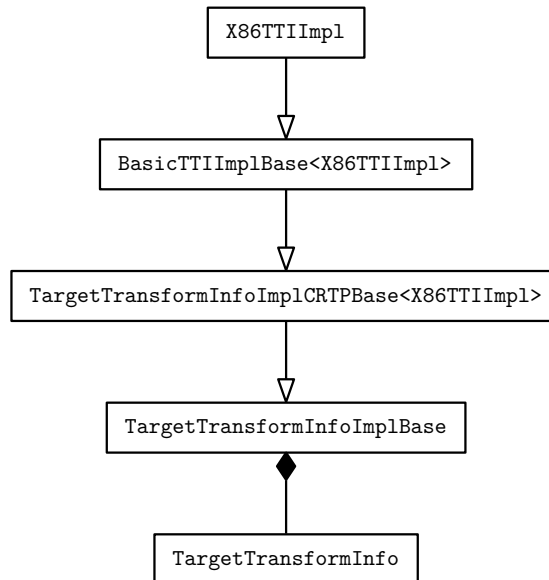 X86TTIImpl
BasicTTIImplBase<X86TTIImpl>
TargetTransformInfoImplCRTPBase<X86TTIImpl>
TargetTransformInfoImplBase
TargetTransformInfo